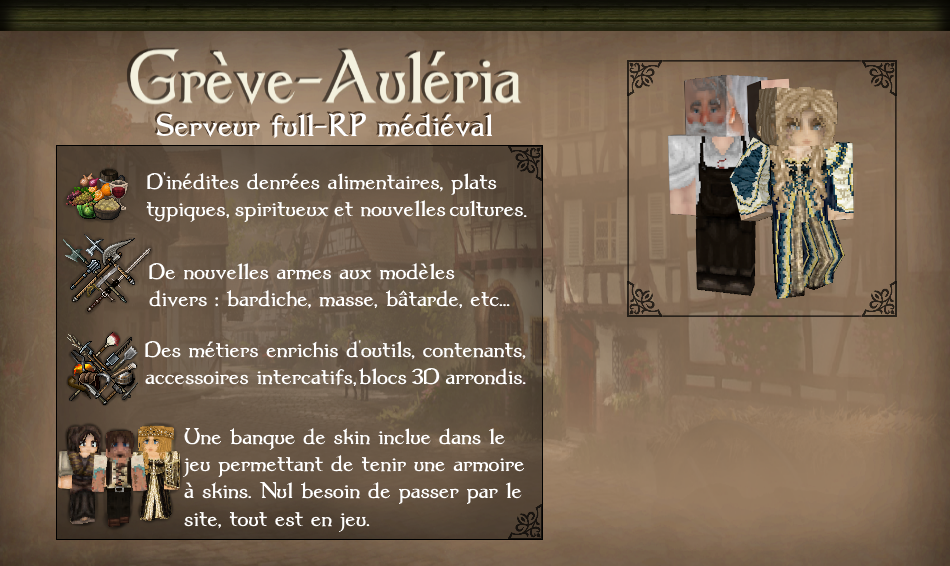 Grève-Auléria
Serveur full-RP médiéval
D'inédites denrées alimentaires, plats
typiques, spiritueux et nouvelles cultures.
De nouvelles armes aux modèles
divers : bardiche, masse, bâtarde, etc...
Des métiers enrichis d'outils, contenants,
accessoires intercatifs, blocs 3D arrondis.
Une banque de skin inclue dans le
jeu permettant de tenir une armoire
à skins. Nul besoin de passer par le
site, tout est en jeu.